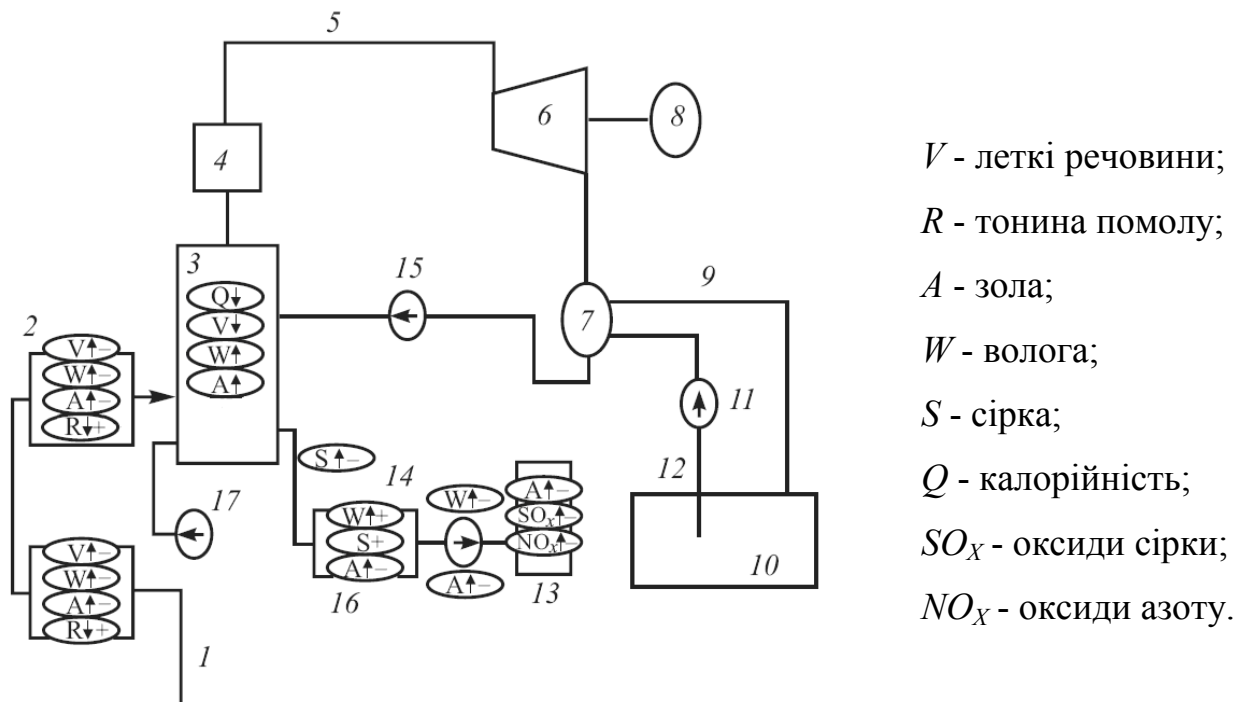 5
6
8
4
3
Q↓
V↓
W↑
A↑
15
9
7
2
V↑−
W↑−
A↑−
R↓+
11
S↑−
14
12
17
W↑−
A↑−
SOₓ↑−
NOₓ↑−
W↑+
S+
A↑−
A↑−
10
16
13
V↑−
W↑−
A↑−
R↓+
1
V - леткі речовини;
R - тонина помолу;
A - зола;
W - волога;
S - сірка;
Q - калорійність;
SOX - оксиди сірки;
NOX - оксиди азоту.